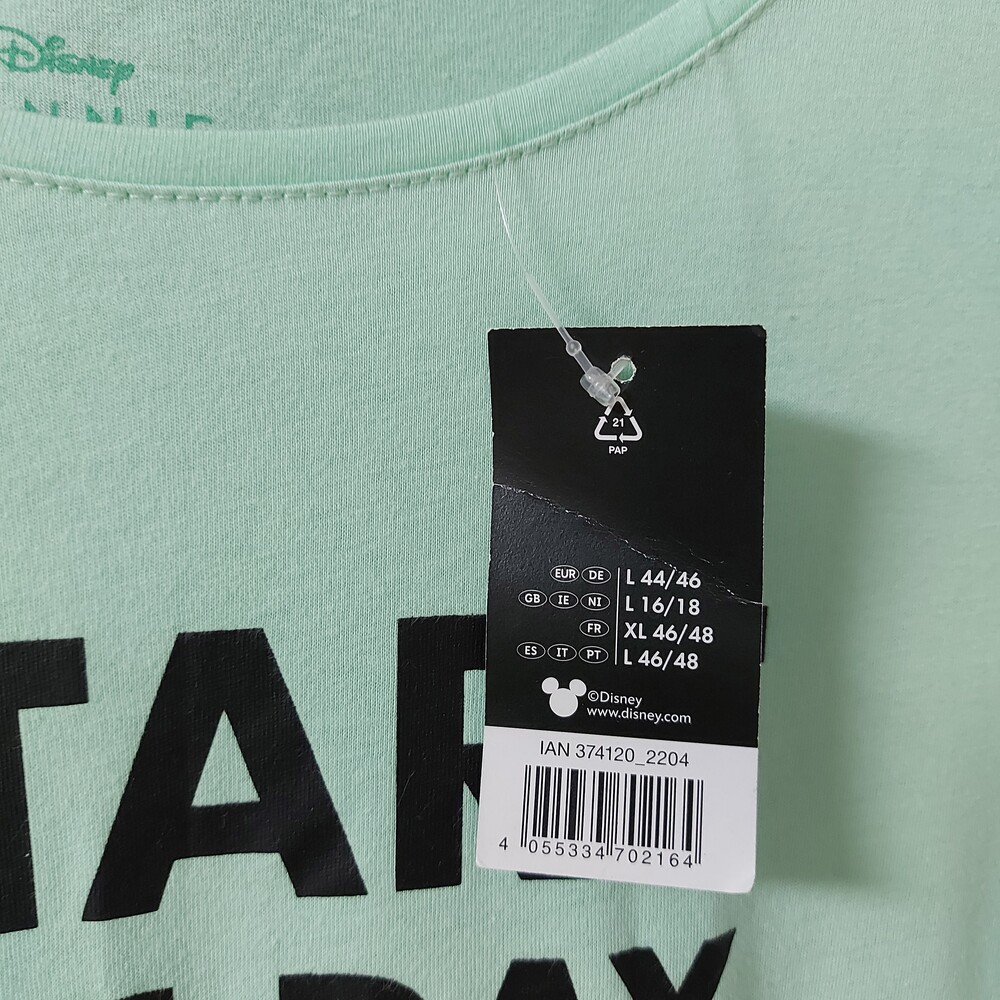 Disney
21
PAP
EUR DE L 44/46
GB IE NI L 16/18
FR XL 46/48
ES IT PT L 46/48
©Disney
www.disney.com
IAN 374120_2204
4 055334 702164
TAR
DAY